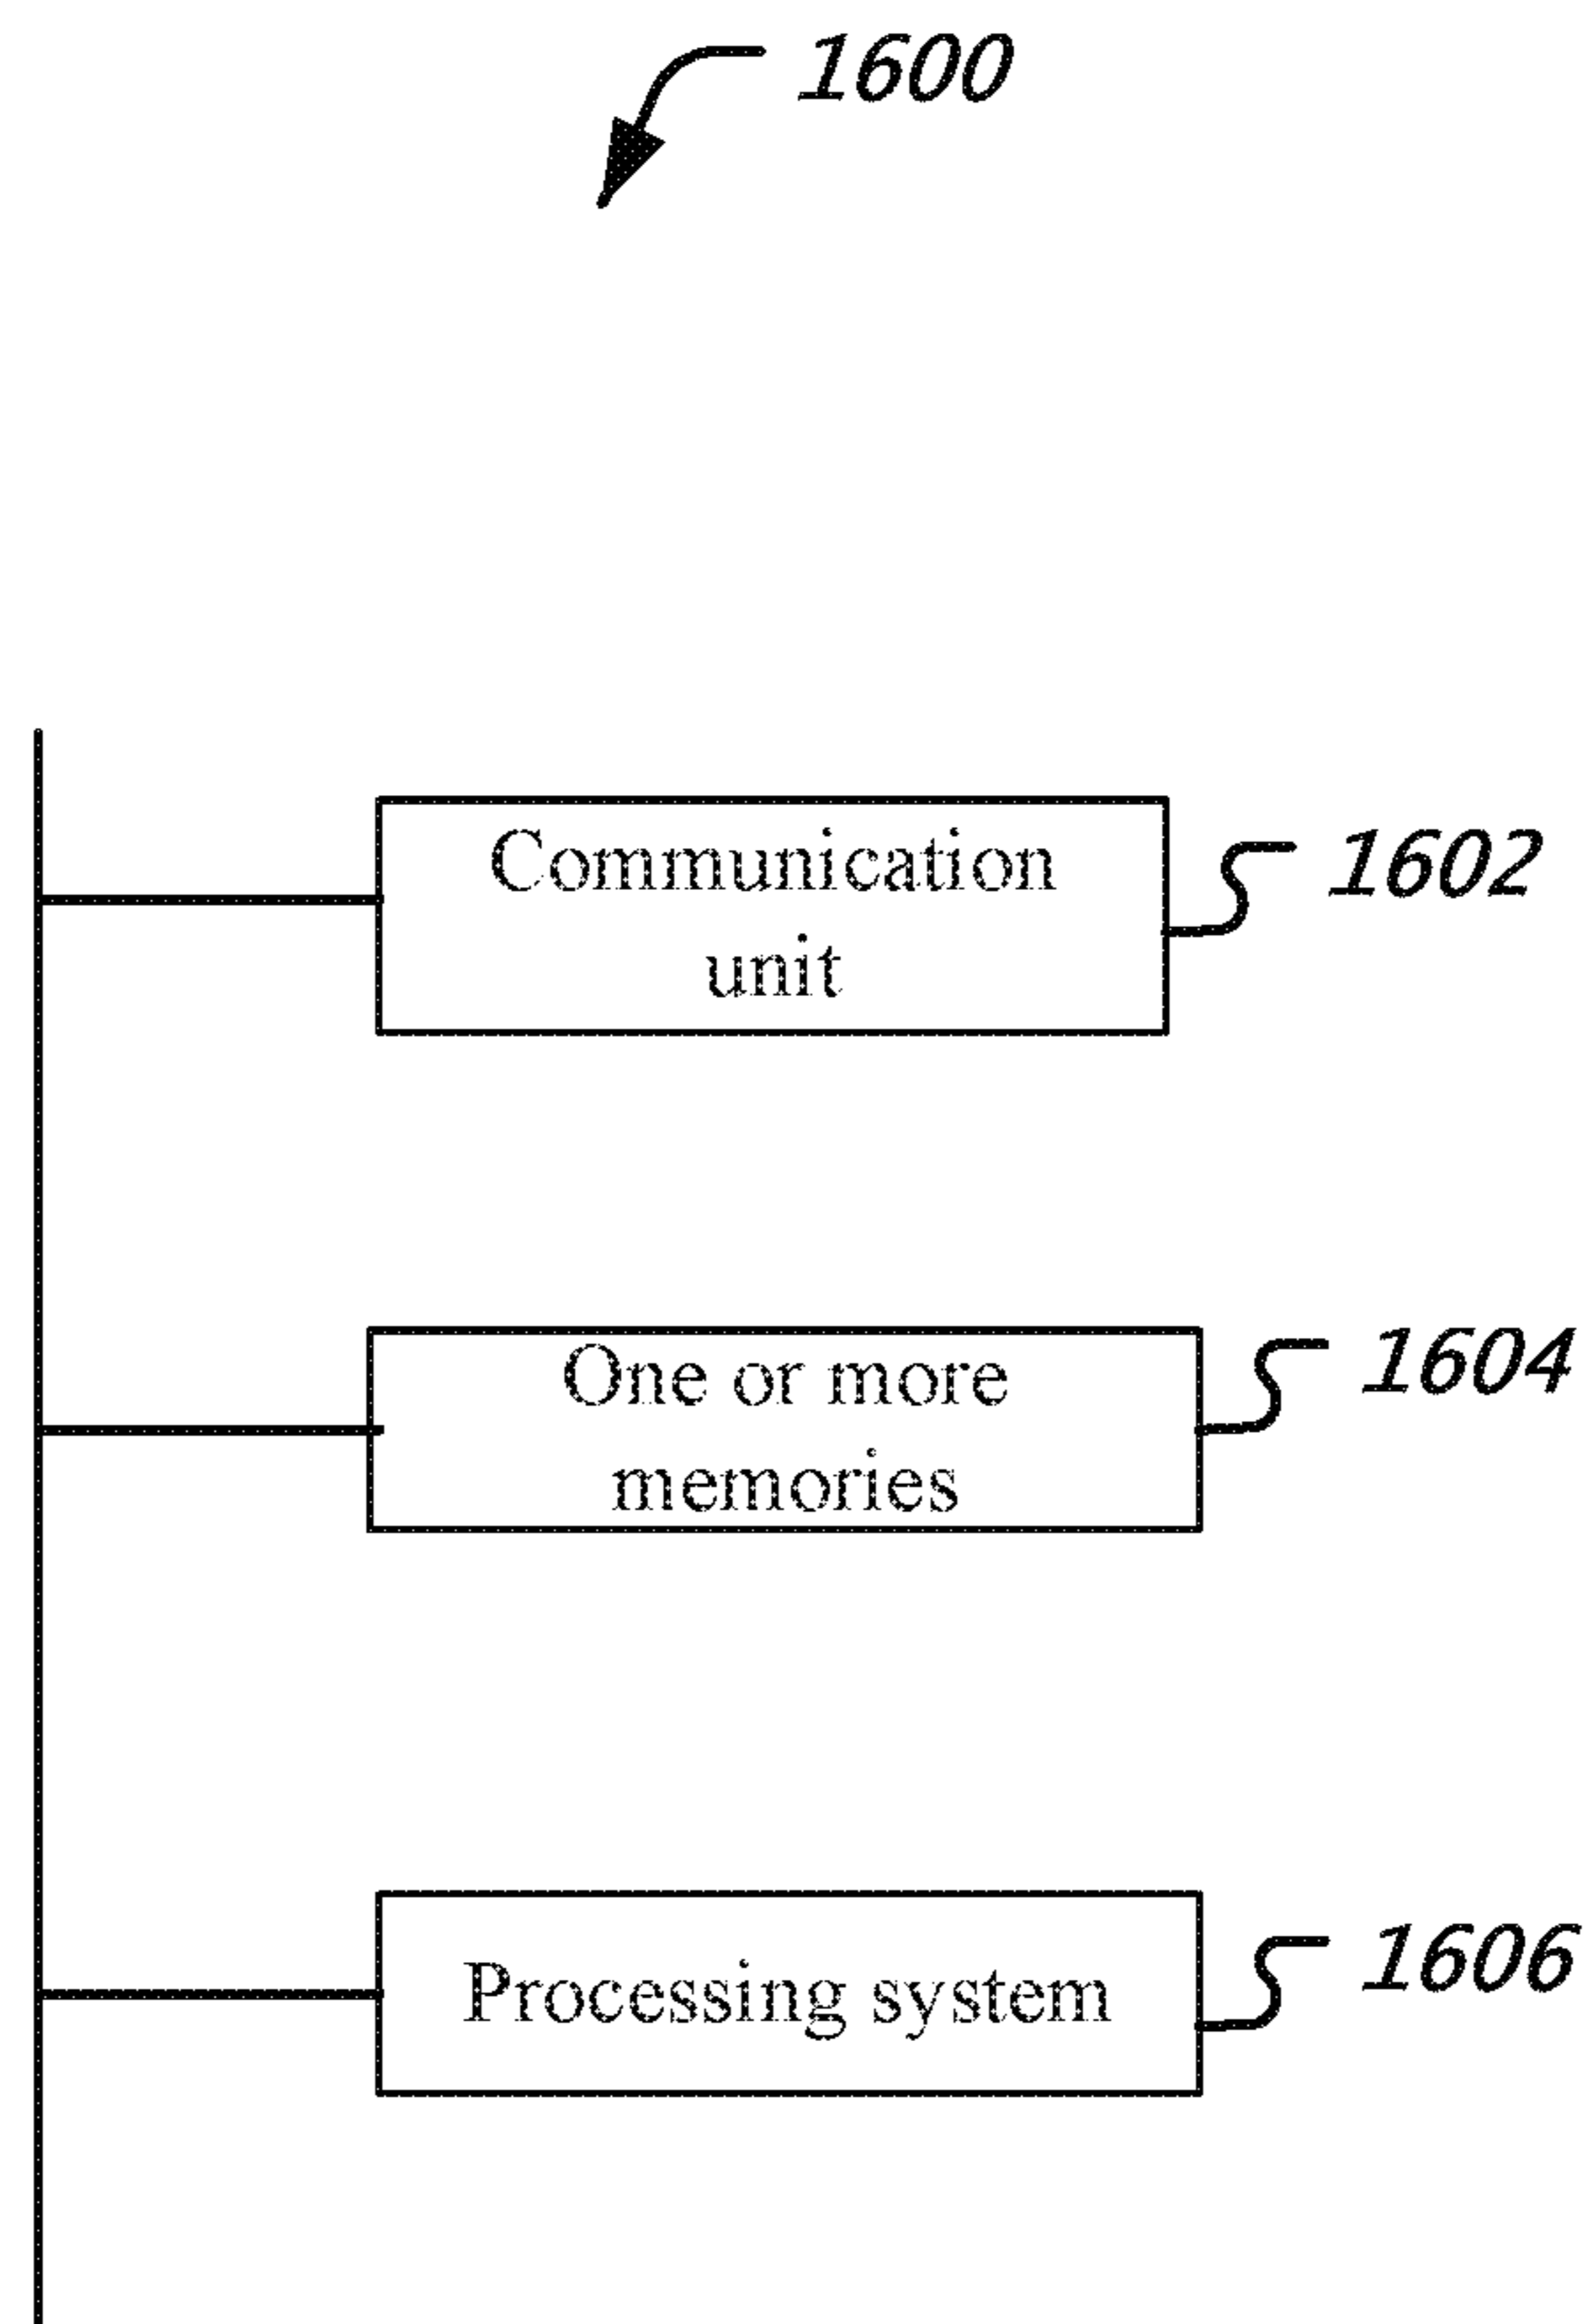 1600
Communication
unit
1602
One or more
memories
1604
Processing system
1606